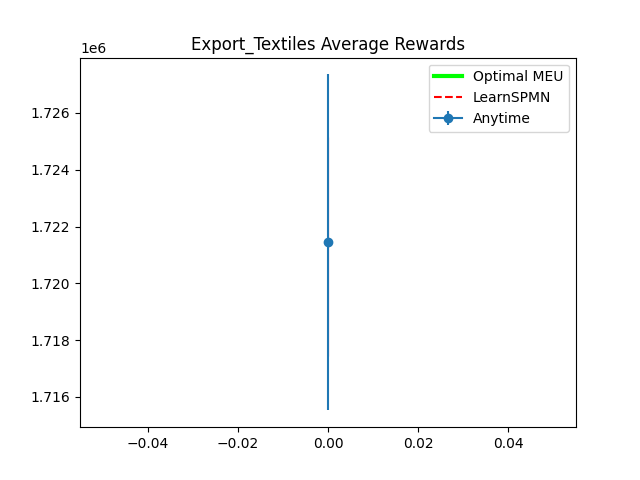 Export_Textiles Average Rewards
1e6
Optimal MEU
LearnSPMN
Anytime
1.726
1.724
1.722
1.720
1.718
1.716
−0.04
−0.02
0.00
0.02
0.04